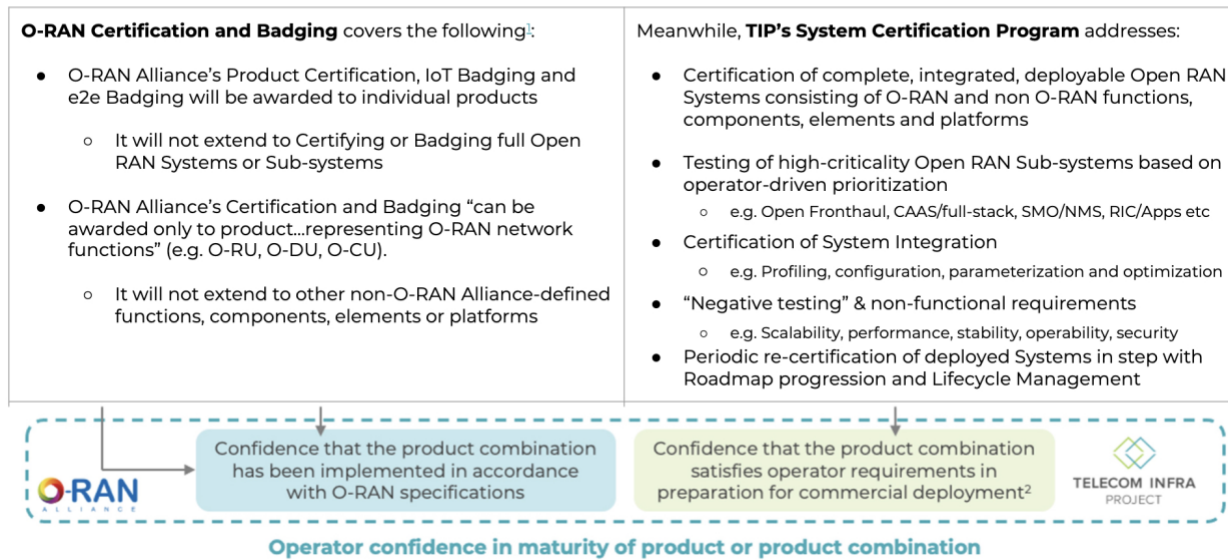 O-RAN Certification and Badging covers the following1:
● O-RAN Alliance’s Product Certification, IoT Badging and
e2e Badging will be awarded to individual products
○ It will not extend to Certifying or Badging full Open
RAN Systems or Sub-systems
● O-RAN Alliance’s Certification and Badging “can be
awarded only to product...representing O-RAN network
functions” (e.g. O-RU, O-DU, O-CU).
○ It will not extend to other non-O-RAN Alliance-defined
functions, components, elements or platforms
Meanwhile, TIP’s System Certification Program addresses:
● Certification of complete, integrated, deployable Open RAN
Systems consisting of O-RAN and non O-RAN functions,
components, elements and platforms
● Testing of high-criticality Open RAN Sub-systems based on
operator-driven prioritization
○ e.g. Open Fronthaul, CAAS/full-stack, SMO/NMS, RIC/Apps etc
● Certification of System Integration
○ e.g. Profiling, configuration, parameterization and optimization
● “Negative testing” & non-functional requirements
○ e.g. Scalability, performance, stability, operability, security
● Periodic re-certification of deployed Systems in step with
Roadmap progression and Lifecycle Management
O-RAN
ALLIANCE
Confidence that the product combination
has been implemented in accordance
with O-RAN specifications
Confidence that the product combination
satisfies operator requirements in
preparation for commercial deployment2
TELECOM INFRA
PROJECT
Operator confidence in maturity of product or product combination